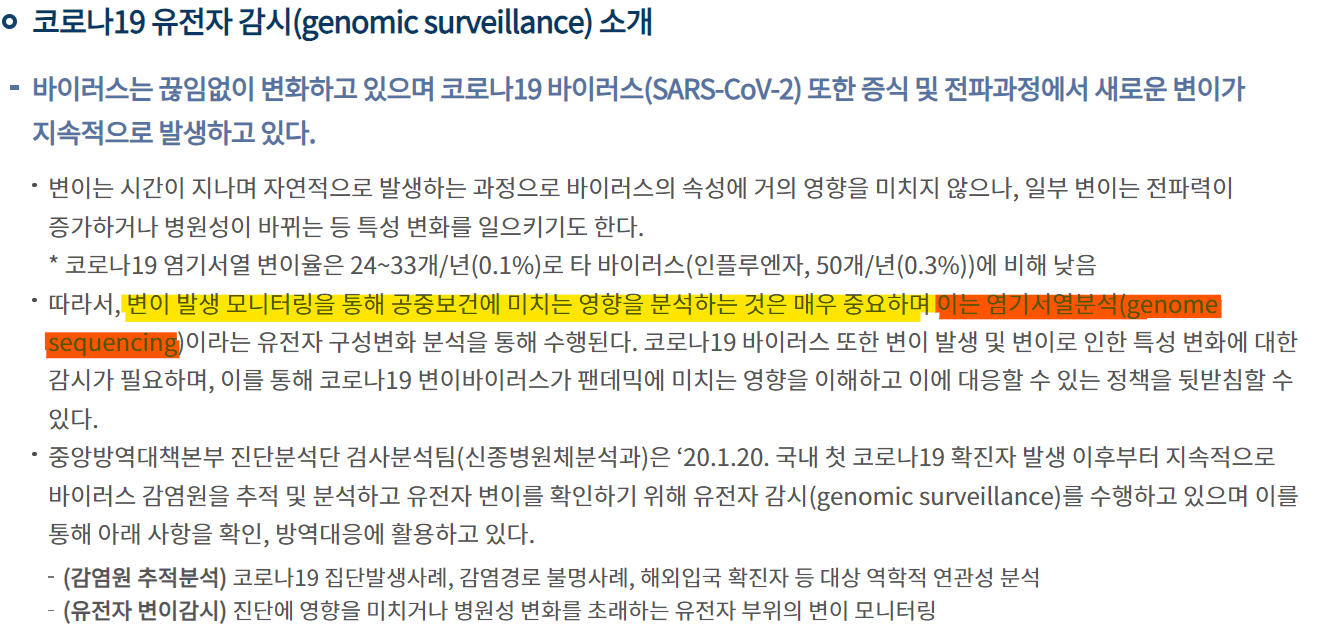 코로나19 유전자 감시(genomic surveillance) 소개
- 바이러스는 끊임없이 변화하고 있으며 코로나19 바이러스(SARS-CoV-2) 또한 증식 및 전파과정에서 새로운 변이가
지속적으로 발생하고 있다.
· 변이는 시간이 지나며 자연적으로 발생하는 과정으로 바이러스의 속성에 거의 영향을 미치지 않으나, 일부 변이는 전파력이
증가하거나 병원성이 바뀌는 등 특성 변화를 일으키기도 한다.
* 코로나19 염기서열 변이율은 24~33개/년(0.1%)로 타 바이러스(인플루엔자, 50개/년(0.3%))에 비해 낮음
· 따라서, 변이 발생 모니터링을 통해 공중보건에 미치는 영향을 분석하는 것은 매우 중요하며 이는 염기서열분석(genome
sequencing)이라는 유전자 구성변화 분석을 통해 수행된다. 코로나19 바이러스 또한 변이 발생 및 변이로 인한 특성 변화에 대한
감시가 필요하며, 이를 통해 코로나19 변이바이러스가 팬데믹에 미치는 영향을 이해하고 이에 대응할 수 있는 정책을 뒷받침할 수
있다.
· 중앙방역대책본부 진단분석단 검사분석팀(신종병원체분석과)은 ‘20.1.20. 국내 첫 코로나19 확진자 발생 이후부터 지속적으로
바이러스 감염원을 추적 및 분석하고 유전자 변이를 확인하기 위해 유전자 감시(genomic surveillance)를 수행하고 있으며 이를
통해 아래 사항을 확인, 방역대응에 활용하고 있다.
- (감염원 추적분석) 코로나19 집단발생사례, 감염경로 불명사례, 해외입국 확진자 등 대상 역학적 연관성 분석
- (유전자 변이감시) 진단에 영향을 미치거나 병원성 변화를 초래하는 유전자 부위의 변이 모니터링